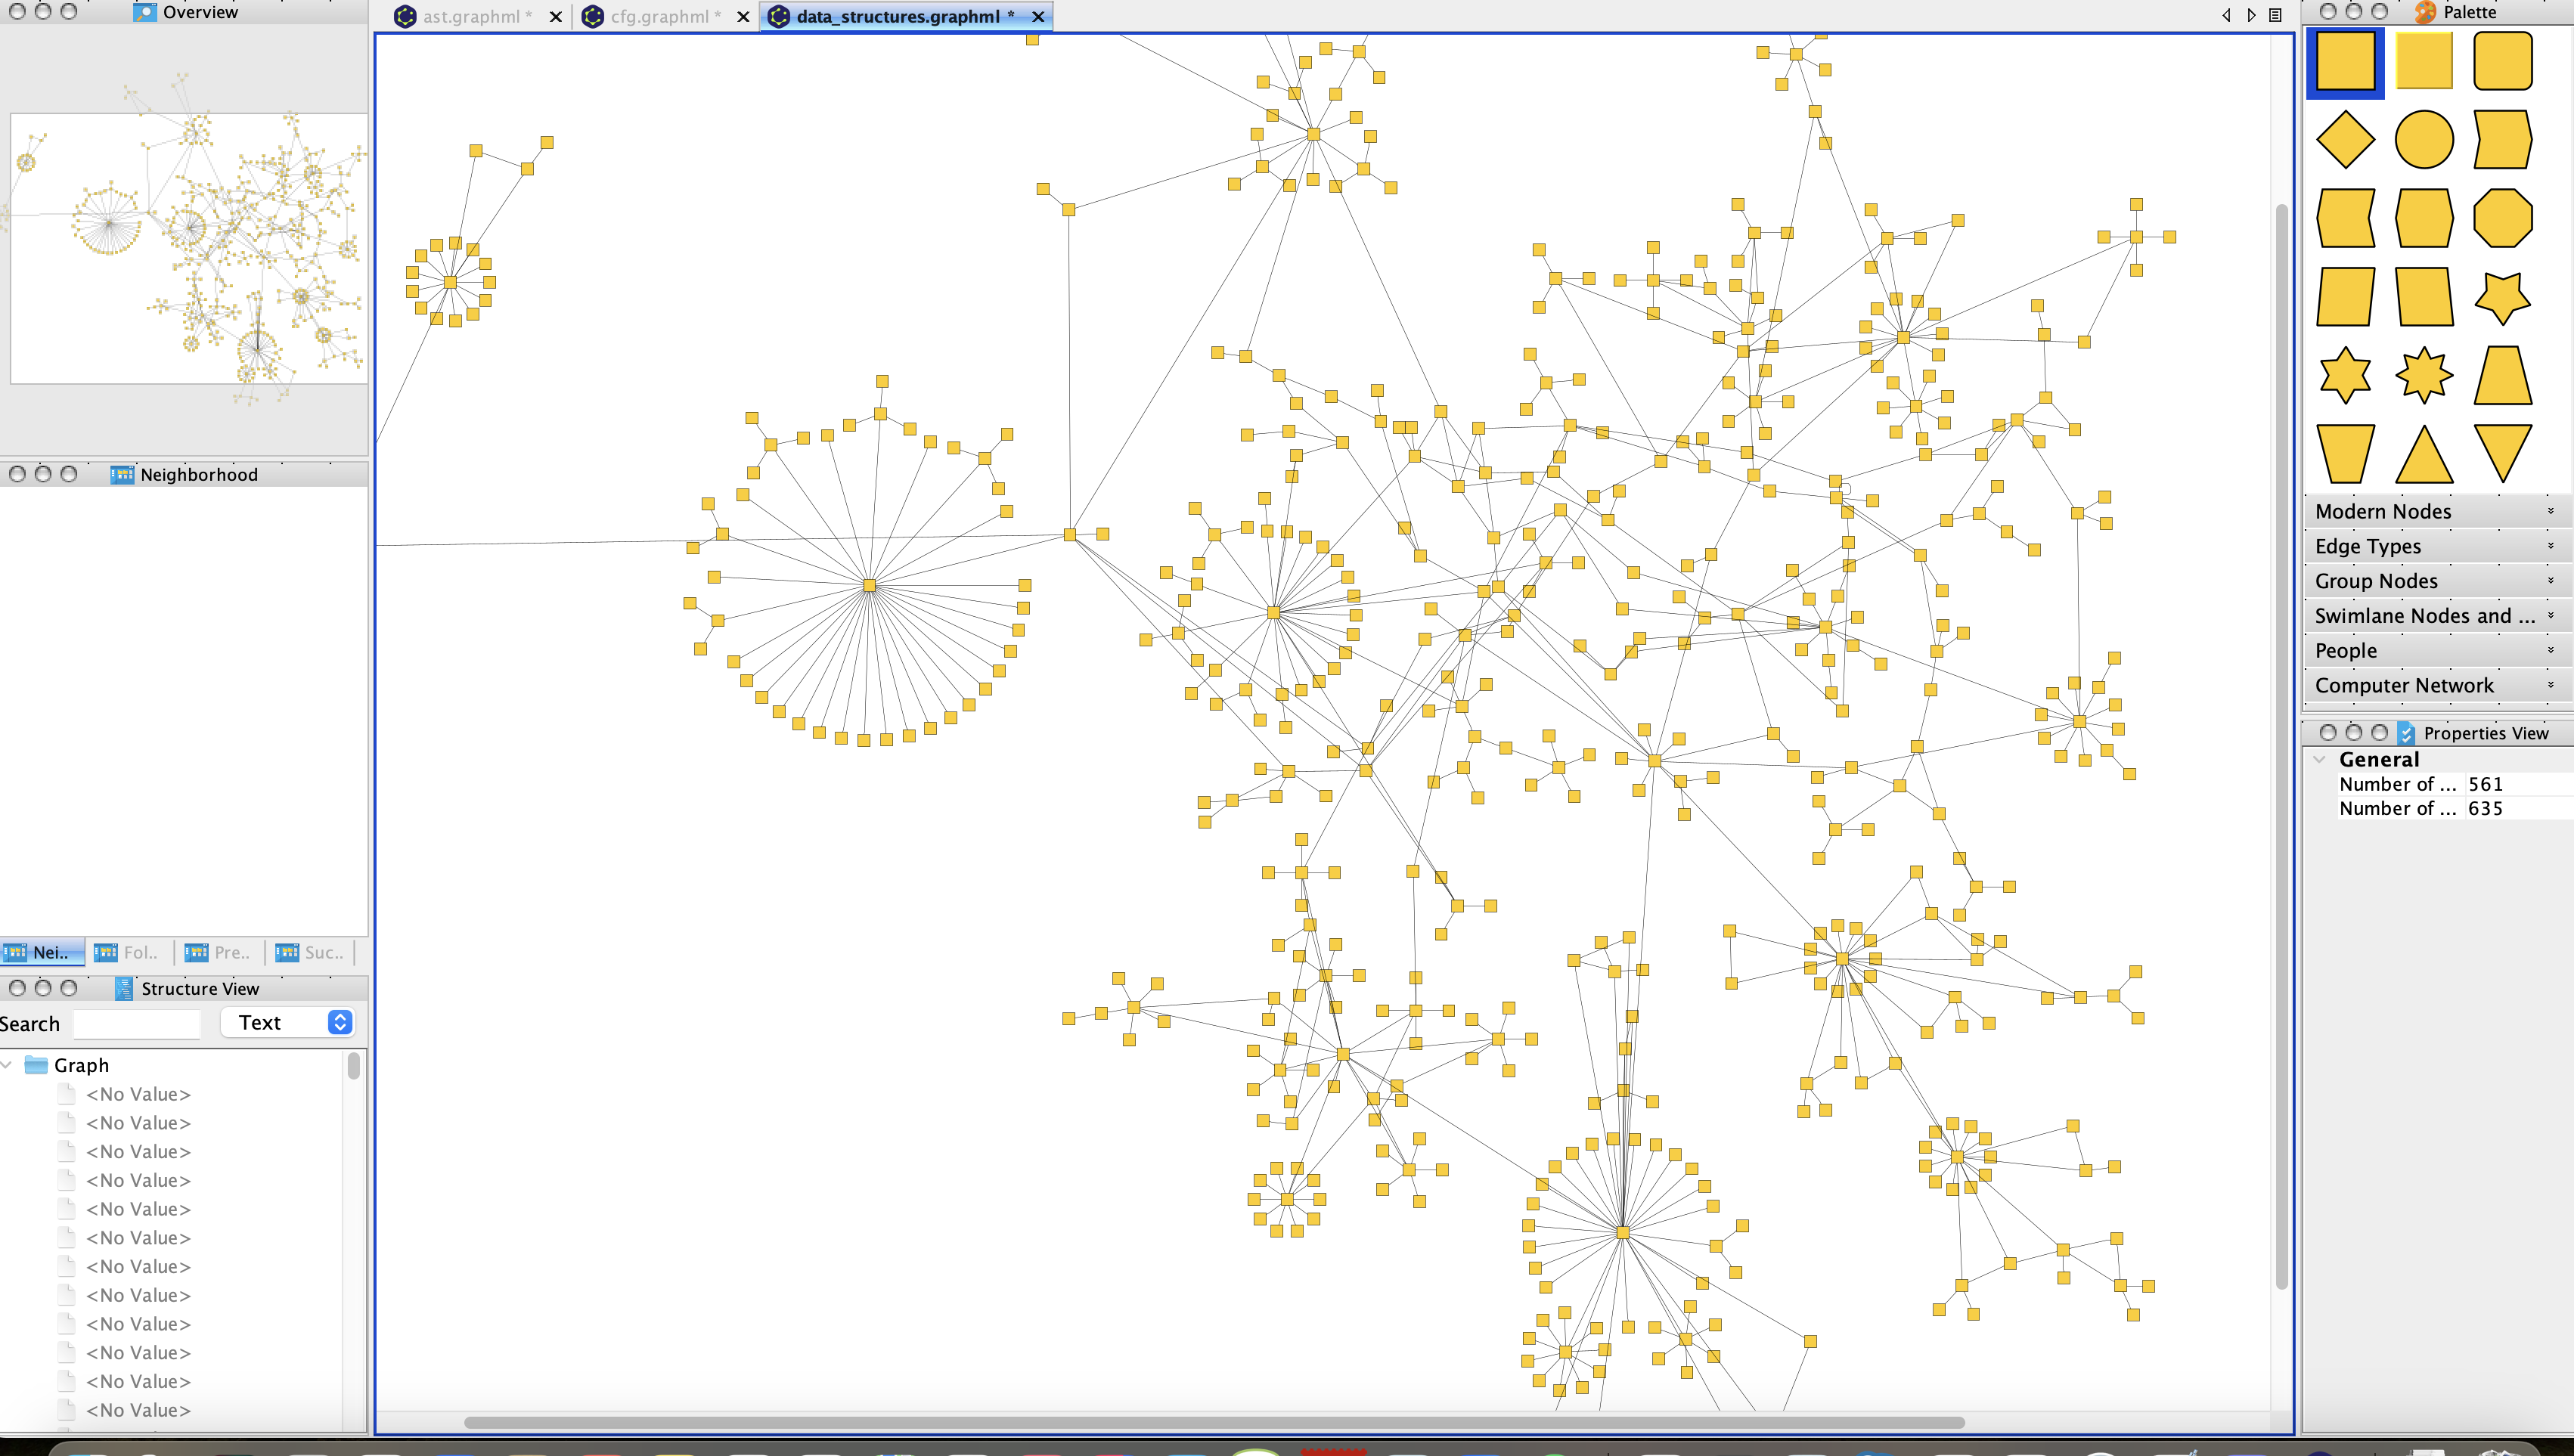 Overview
ast.graphml *
cfg.graphml *
data_structures.graphml *
Palette
Neighborhood
Modern Nodes
Edge Types
Group Nodes
Swimlane Nodes and ...
People
Computer Network
Properties View
General
Number of ... 561
Number of ... 635
Nei..
Fol..
Pre..
Suc..
Structure View
Search
Text
Graph
<No Value>
<No Value>
<No Value>
<No Value>
<No Value>
<No Value>
<No Value>
<No Value>
<No Value>
<No Value>
<No Value>
<No Value>